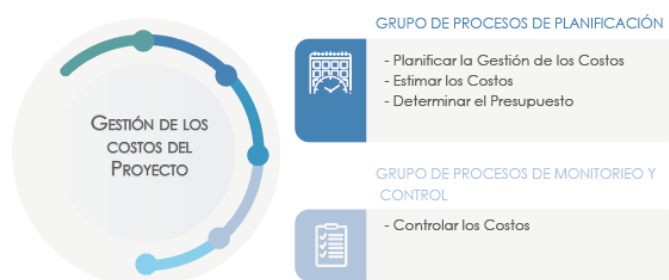 GESTIÓN DE LOS
COSTOS DEL
PROYECTO
GRUPO DE PROCESOS DE PLANIFICACIÓN
- Planificar la Gestión de los Costos
- Estimar los Costos
- Determinar el Presupuesto
GRUPO DE PROCESOS DE MONITORIEO Y
CONTROL
- Controlar los Costos